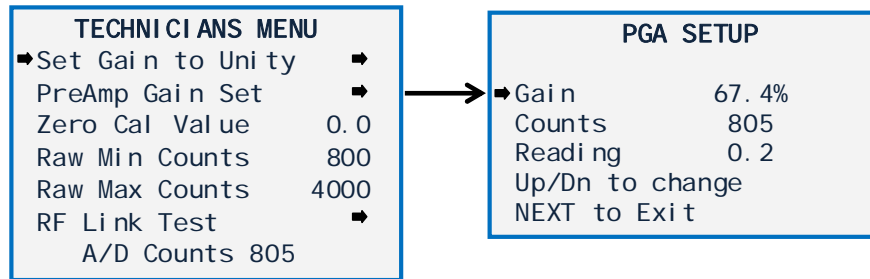 TECHNICIANS MENU
Set Gain to Unity
PreAmp Gain Set
Zero Cal Value 0.0
Raw Min Counts 800
Raw Max Counts 4000
RF Link Test
A/D Counts 805
PGA SETUP
Gain 67.4%
Counts 805
Reading 0.2
Up/Dn to change
NEXT to Exit